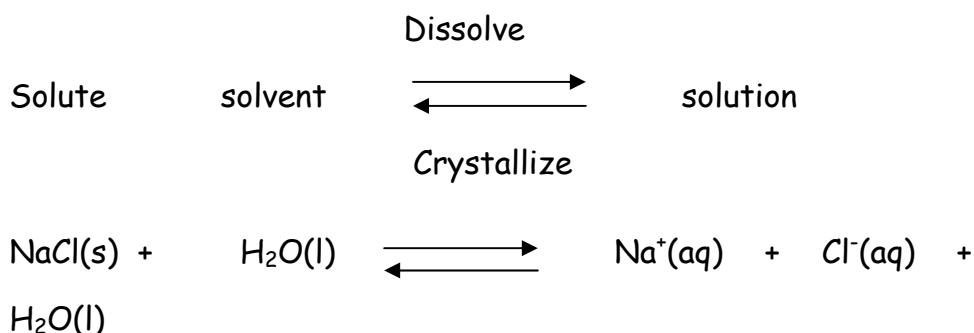 Dissolve
Solute solvent solution
Crystallize
NaCl(s) + H₂O(l) Na⁺(aq) + Cl⁻(aq) +
H₂O(l)